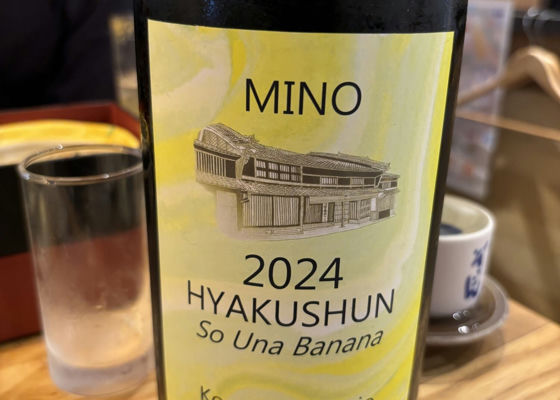 MINO
2024
HYAKUSHUN
So Una Banana